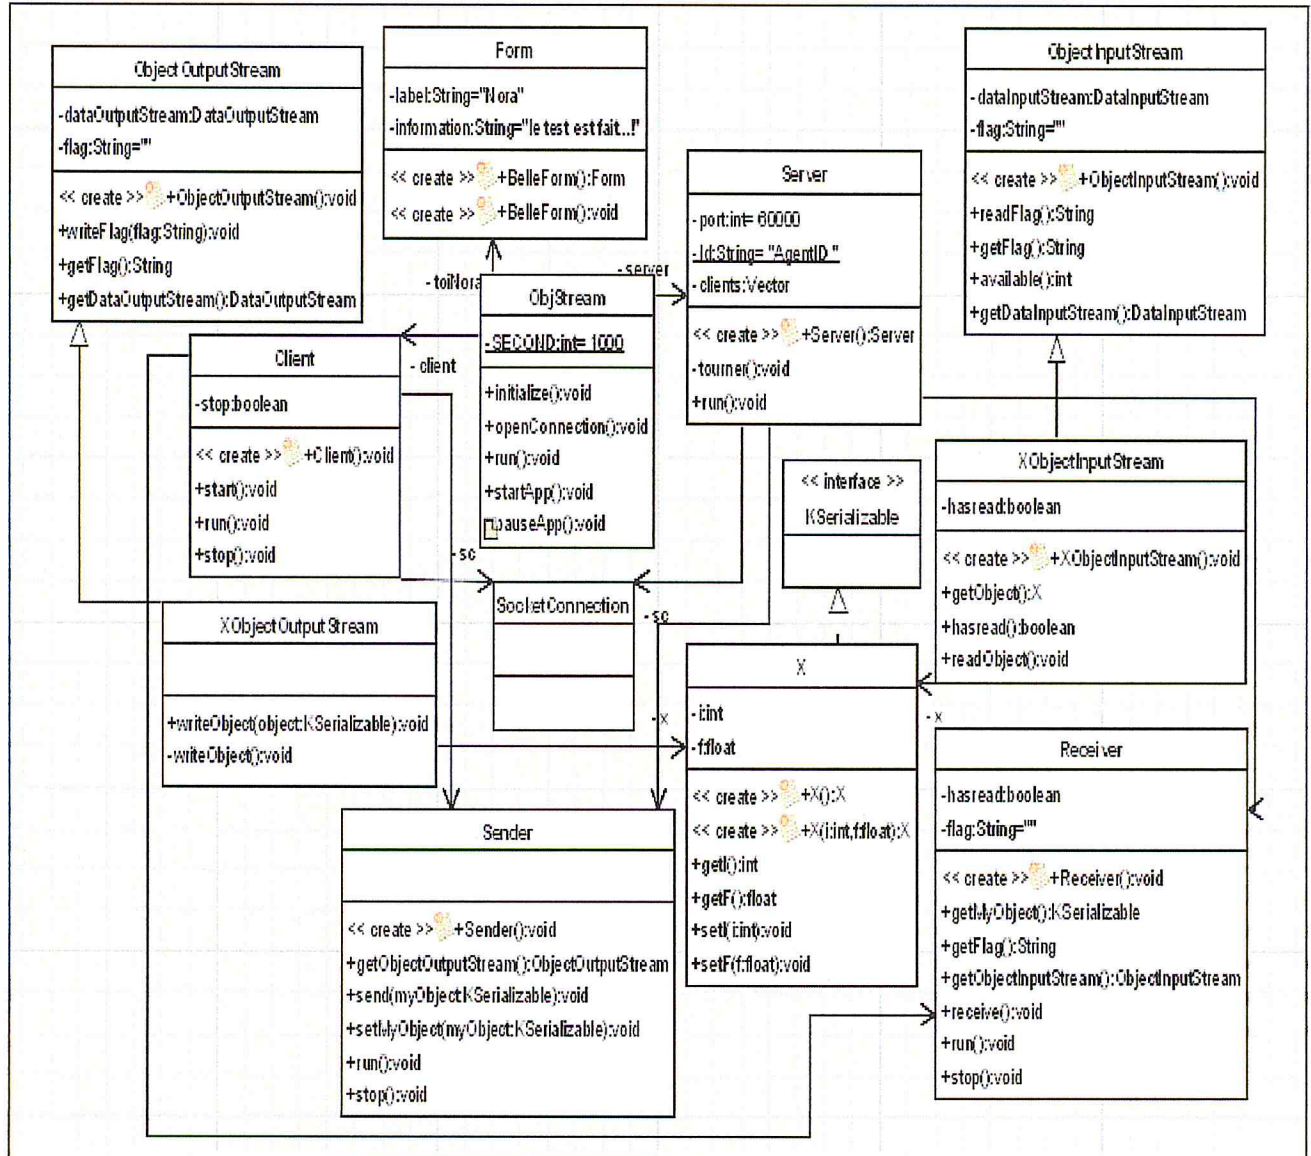 ObjectOutputStream
-dataOutputStream:DataOutputStream
-flag:String=""
<< create >>+ObjectOutputStream():void
+writeFlag(flag:String):void
+getFlag():String
+getDataOutputStream():DataOutputStream
Form
-label:String="Nora"
-information:String="le test est fait..!"
<< create >>+BelleForm():Form
<< create >>+BelleForm():void
ObjectInputStream
-dataInputStream:DataInputStream
-flag:String=""
<< create >>+ObjectInputStream():void
+readFlag():String
+getFlag():String
+available():int
+getDataInputStream():DataInputStream
Server
-port:int= 60000
-Id:String= "AgentID "
-clients:Vector
<< create >>+Server():Server
-tourner():void
+run():void
-toiNora
-server
ObjStream
-SECOND:int= 1000
+initialize():void
+openConnection():void
+run():void
+startApp():void
pauseApp():void
Client
-stop:boolean
<< create >>+Client():void
+start():void
+run():void
+stop():void
-client
-sc
<< interface >>
KSerializable
XObjectInputStream
-hasread:boolean
<< create >>+XObjectInputStream():void
+getObject():X
+hasread():boolean
+readObject():void
SocketConnection
-sc
XObjectOutputStream
+writeObject(object:KSerializable):void
-writeObject():void
-x
X
-i:int
-f:float
<< create >>+X():X
<< create >>+X(i:int,f:float):X
+getI():int
+getF():float
+setI(i:int):void
+setF(f:float):void
-x
Receiver
-hasread:boolean
-flag:String=""
<< create >>+Receiver():void
+getMyObject():KSerializable
+getFlag():String
+getObjectInputStream():ObjectInputStream
+receive():void
+run():void
+stop():void
Sender
<< create >>+Sender():void
+getObjectOutputStream():ObjectOutputStream
+send(myObject:KSerializable):void
+setMyObject(myObject:KSerializable):void
+run():void
+stop():void